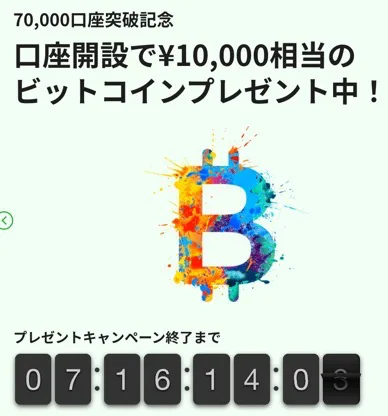 70,000口座突破記念
口座開設で¥10,000相当の
ビットコインプレゼント中！
プレゼントキャンペーン終了まで
07:16:14:0